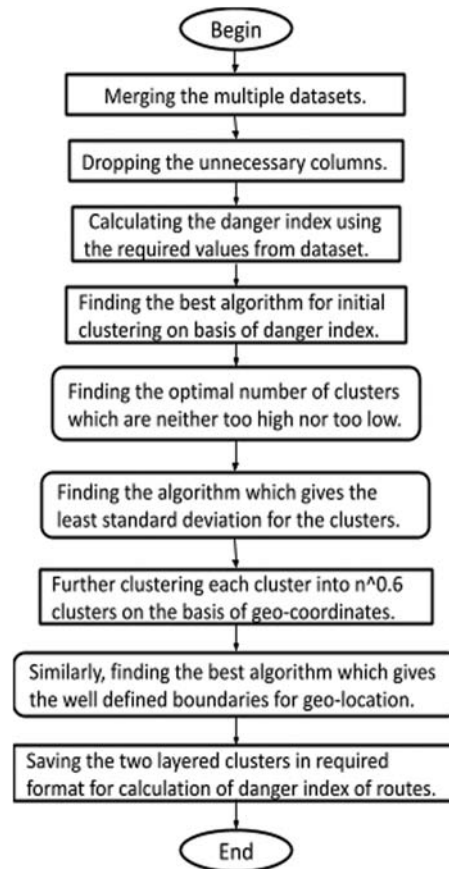 Begin
Merging the multiple datasets.
Dropping the unnecessary columns.
Calculating the danger index using
the required values from dataset.
Finding the best algorithm for initial
clustering on basis of danger index.
Finding the optimal number of clusters
which are neither too high nor too low.
Finding the algorithm which gives the
least standard deviation for the clusters.
Further clustering each cluster into n^0.6
clusters on the basis of geo-coordinates.
Similarly, finding the best algorithm which gives
the well defined boundaries for geo-location.
Saving the two layered clusters in required
format for calculation of danger index of routes.
End